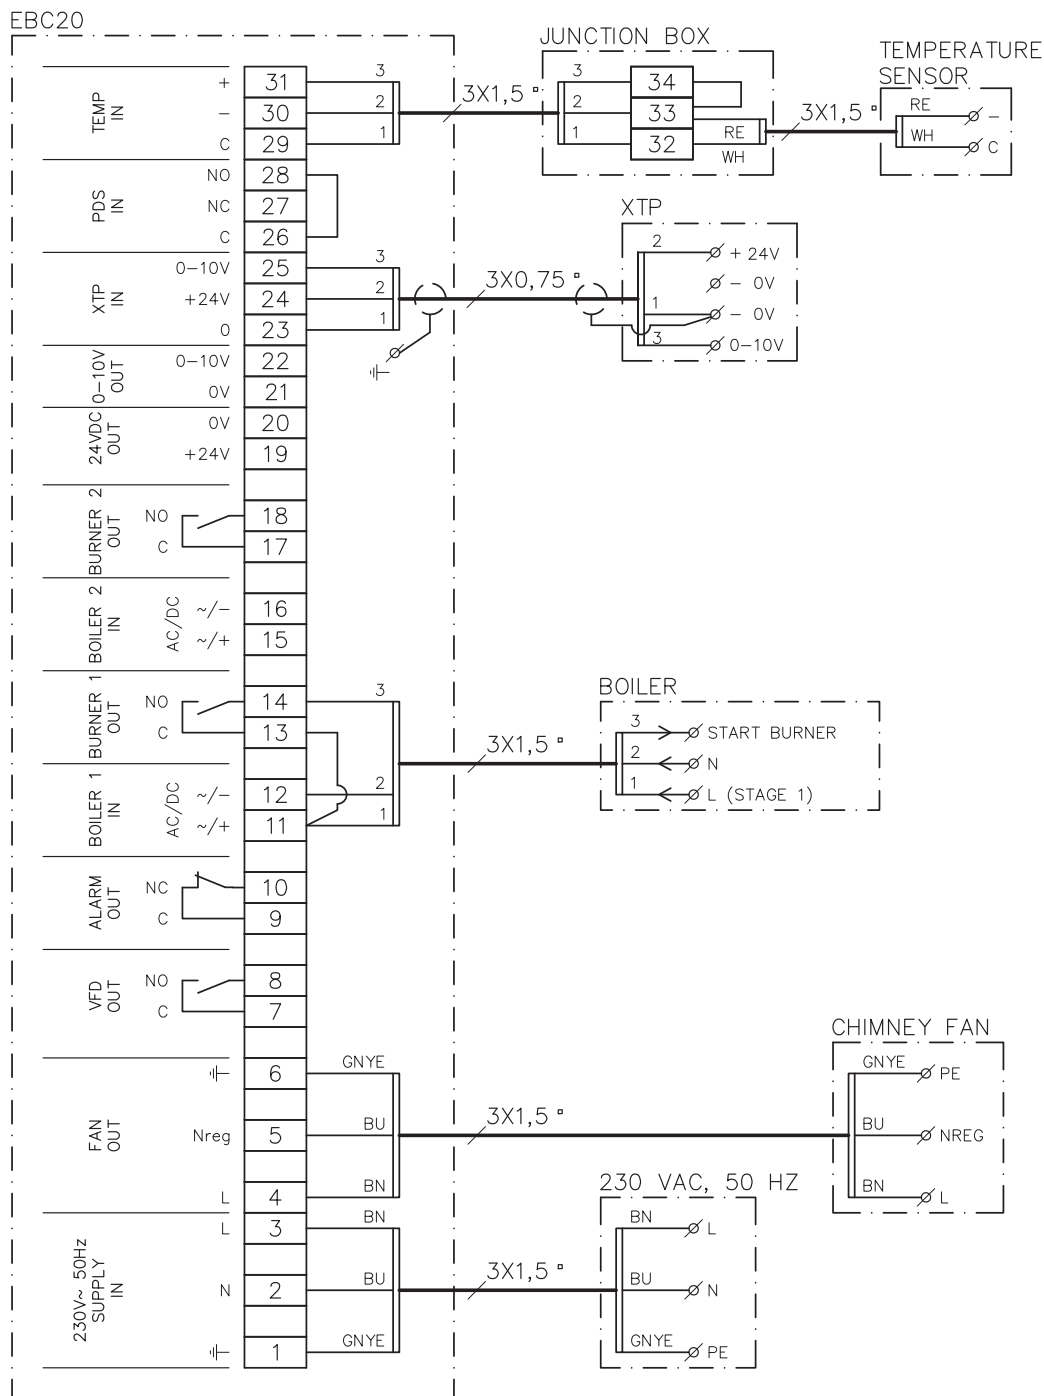 EBC20
JUNCTION BOX
TEMPERATURE
SENSOR
TEMP
IN
+ 31 3
− 30 2
C 29 1
3X1,5 ▫
3 34
2 33
1 32
RE
WH
3X1,5 ▫
RE −
WH C
PDS
IN
NO 28
NC 27
C 26
XTP
IN
0−10V 25 3
+24V 24 2
0 23 1
3X0,75 ▫
XTP
2 + 24V
− 0V
1 − 0V
3 0−10V
0−10V
OUT
0−10V 22
0V 21
24VDC
OUT
0V 20
+24V 19
BURNER 2
OUT
NO 18
C 17
BOILER 2
IN
AC/DC
~/− 16
~/+ 15
BURNER 1
OUT
NO 14 3
C 13
BOILER 1
IN
AC/DC
~/− 12 2
~/+ 11 1
3X1,5 ▫
BOILER
3 START BURNER
2 N
1 L (STAGE 1)
ALARM
OUT
NC 10
C 9
VFD
OUT
NO 8
C 7
FAN
OUT
6 GNYE
Nreg 5 BU
L 4 BN
3X1,5 ▫
CHIMNEY FAN
GNYE PE
BU NREG
BN L
230V~ 50Hz
SUPPLY
IN
L 3 BN
N 2 BU
1 GNYE
3X1,5 ▫
230 VAC, 50 HZ
BN L
BU N
GNYE PE